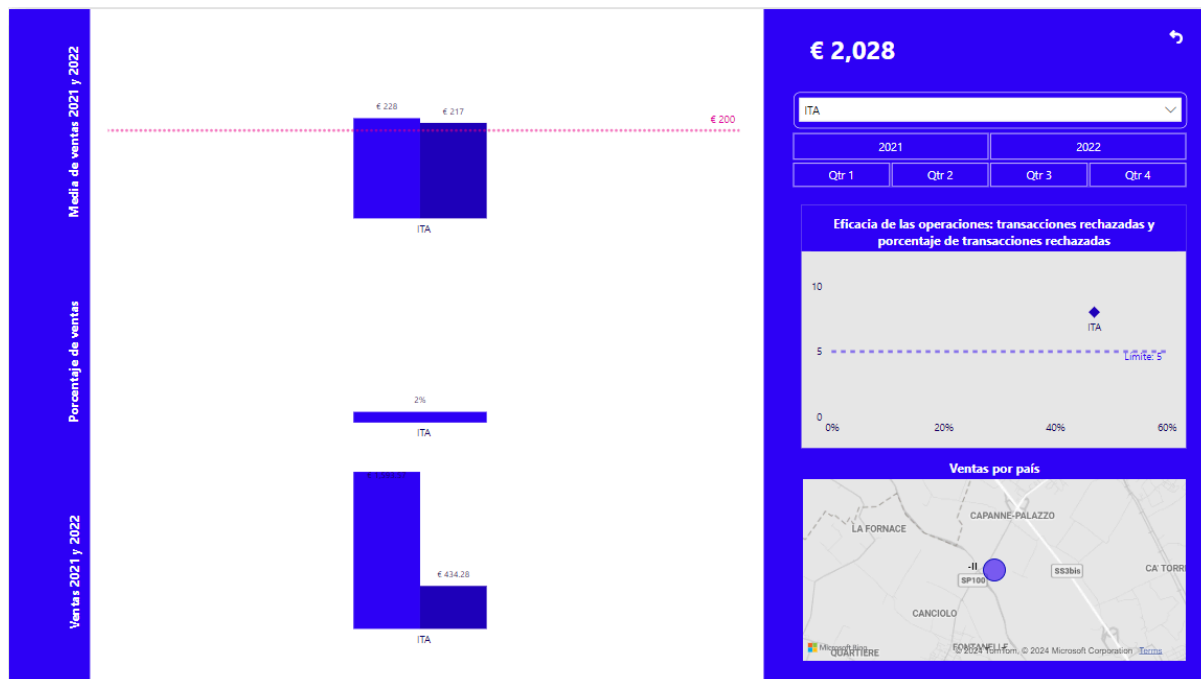 Media de ventas 2021 y 2022
€ 228
€ 217
€ 200
ITA
Porcentaje de ventas
2%
ITA
Ventas 2021 y 2022
€ 434.28
ITA
€ 2,028
ITA
2021
2022
Qtr 1
Qtr 2
Qtr 3
Qtr 4
Eficacia de las operaciones: transacciones rechazadas y
porcentaje de transacciones rechazadas
10
ITA
5
Límite: 5
0
0%
20%
40%
60%
Ventas por país
CAPANNE-PALAZZO
LA FORNACE
-II
SP100
SS3bis
CA' TORRI
CANCIOLO
FONTANELLE
QUARTIERE
Microsoft Bing
© 2024 TomTom, © 2024 Microsoft Corporation
Terms